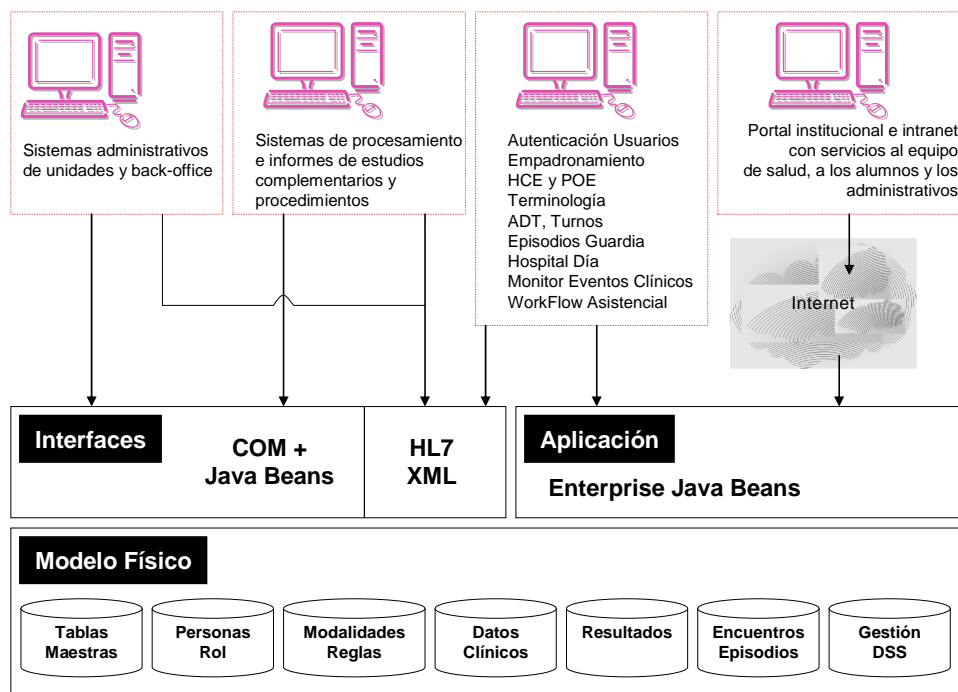 Sistemas administrativos
de unidades y back-office
Sistemas de procesamiento
e informes de estudios
complementarios y
procedimientos
Autenticación Usuarios
Empadronamiento
HCE y POE
Terminología
ADT, Turnos
Episodios Guardia
Hospital Día
Monitor Eventos Clínicos
WorkFlow Asistencial
Portal institucional e intranet
con servicios al equipo
de salud, a los alumnos y los
administrativos
Internet
Interfaces
COM +
Java Beans
HL7
XML
Aplicación
Enterprise Java Beans
Modelo Físico
Tablas
Maestras
Personas
Rol
Modalidades
Reglas
Datos
Clínicos
Resultados
Encuentros
Episodios
Gestión
DSS